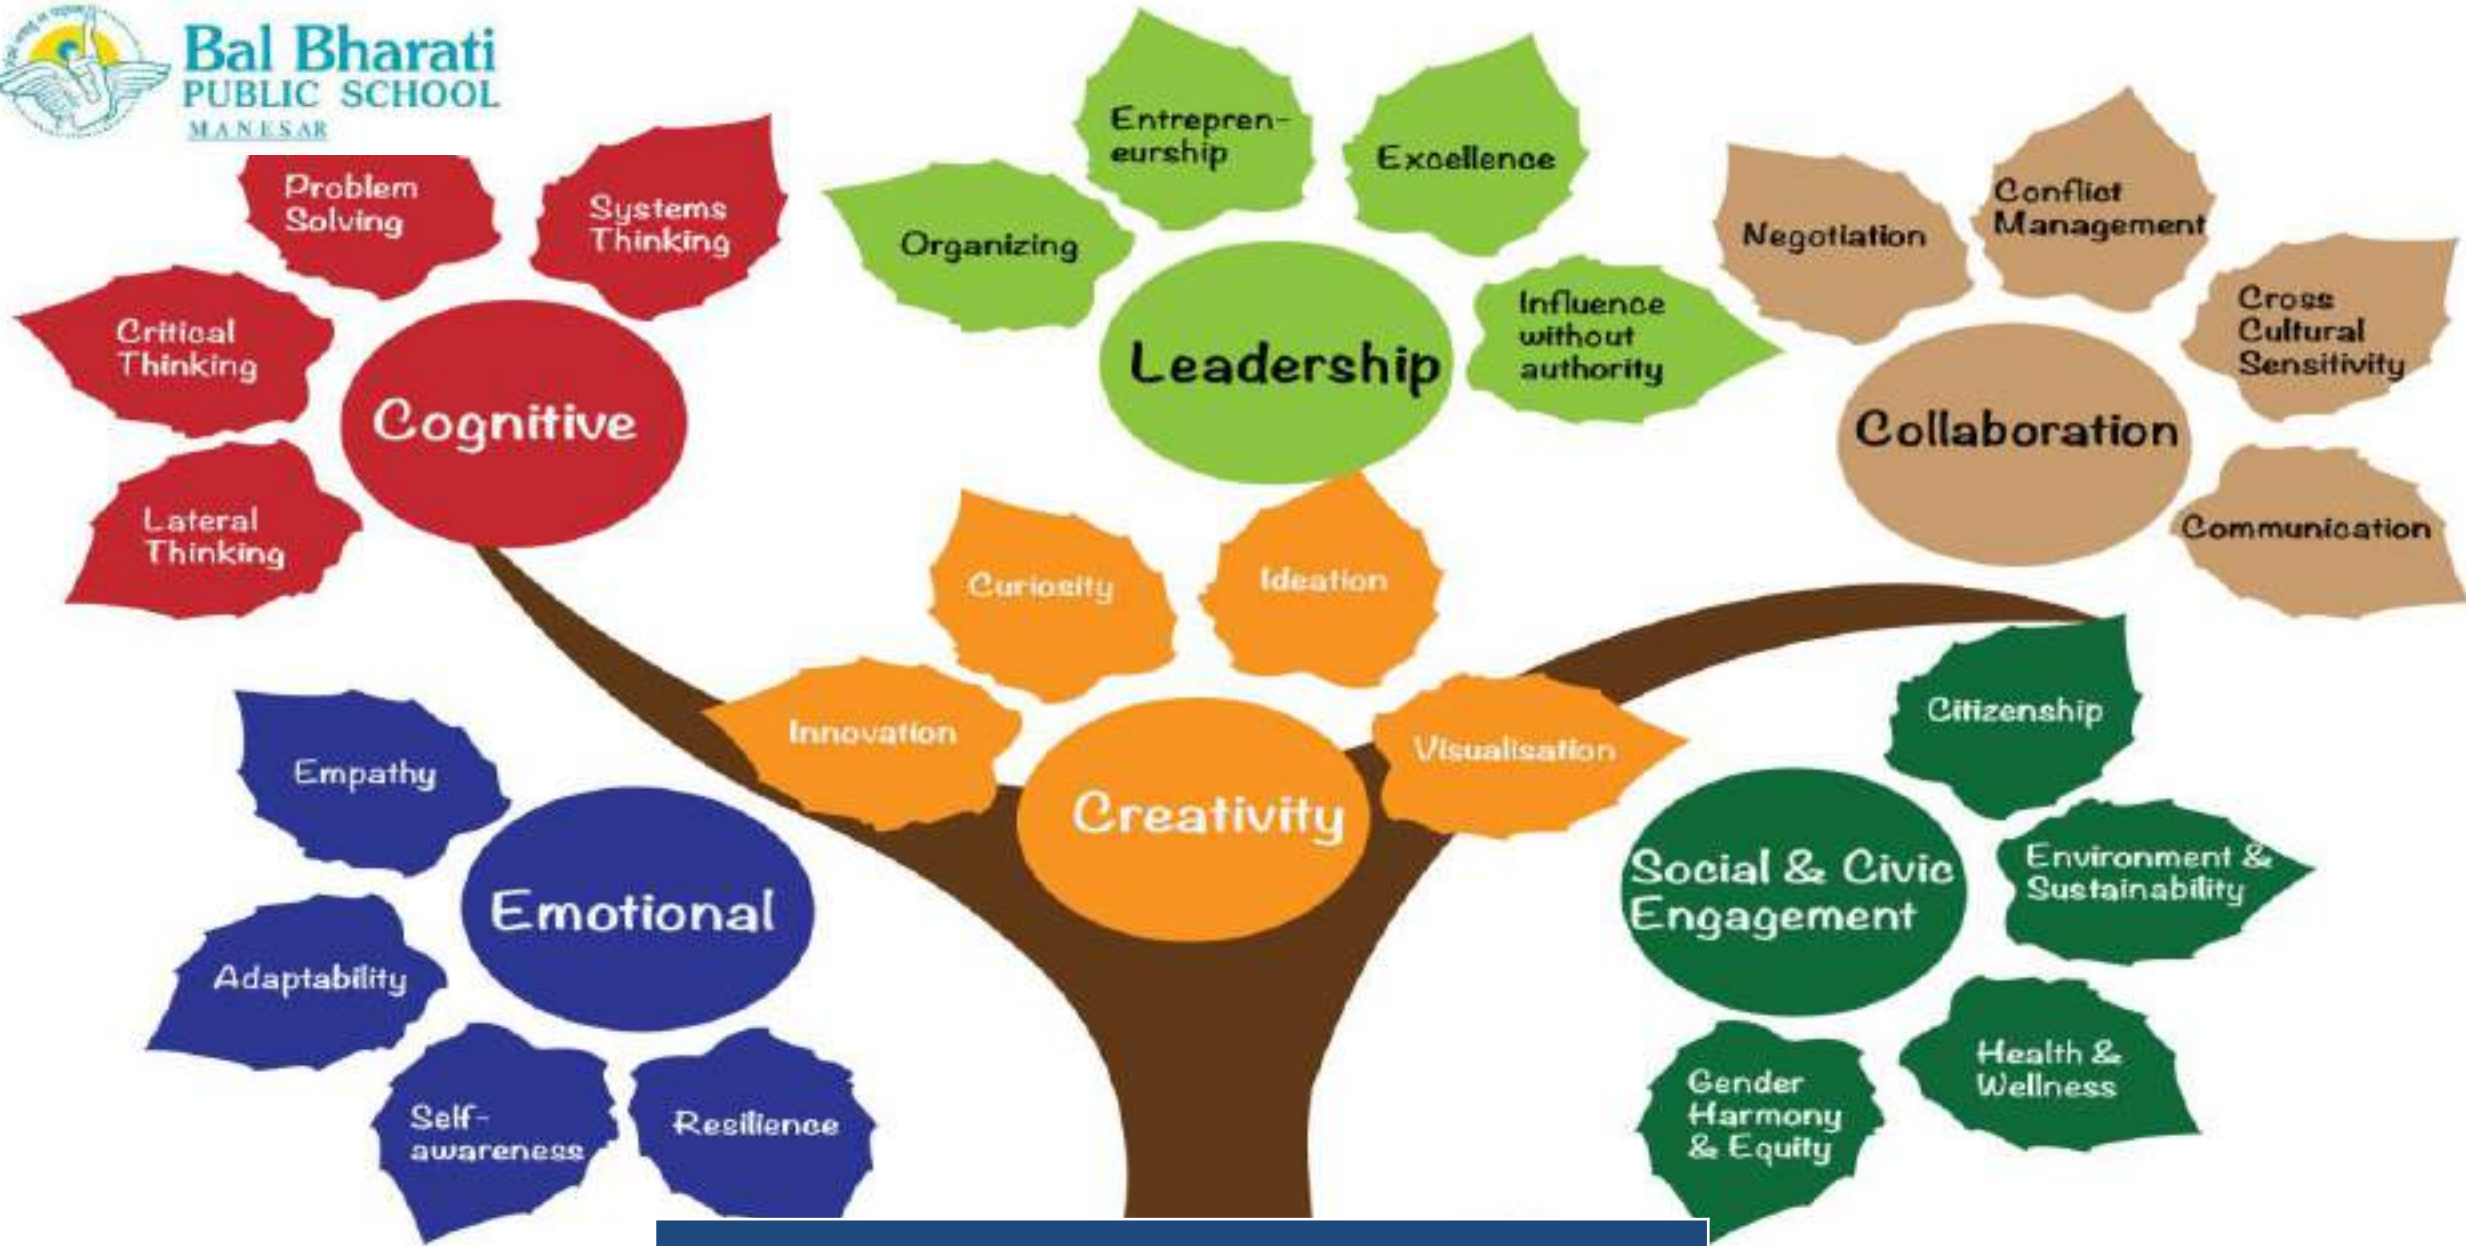 Bal Bharati
PUBLIC SCHOOL
MANESAR
Problem
Solving
Systems
Thinking
Critical
Thinking
Lateral
Thinking
Cognitive
Organizing
Entrepren-
eurship
Excellence
Influence
without
authority
Leadership
Negotiation
Conflict
Management
Cross
Cultural
Sensitivity
Communication
Collaboration
Curiosity
Ideation
Innovation
Visualisation
Creativity
Empathy
Adaptability
Self-
awareness
Resilience
Emotional
Citizenship
Environment &
Sustainability
Health &
Wellness
Gender
Harmony
& Equity
Social & Civic
Engagement